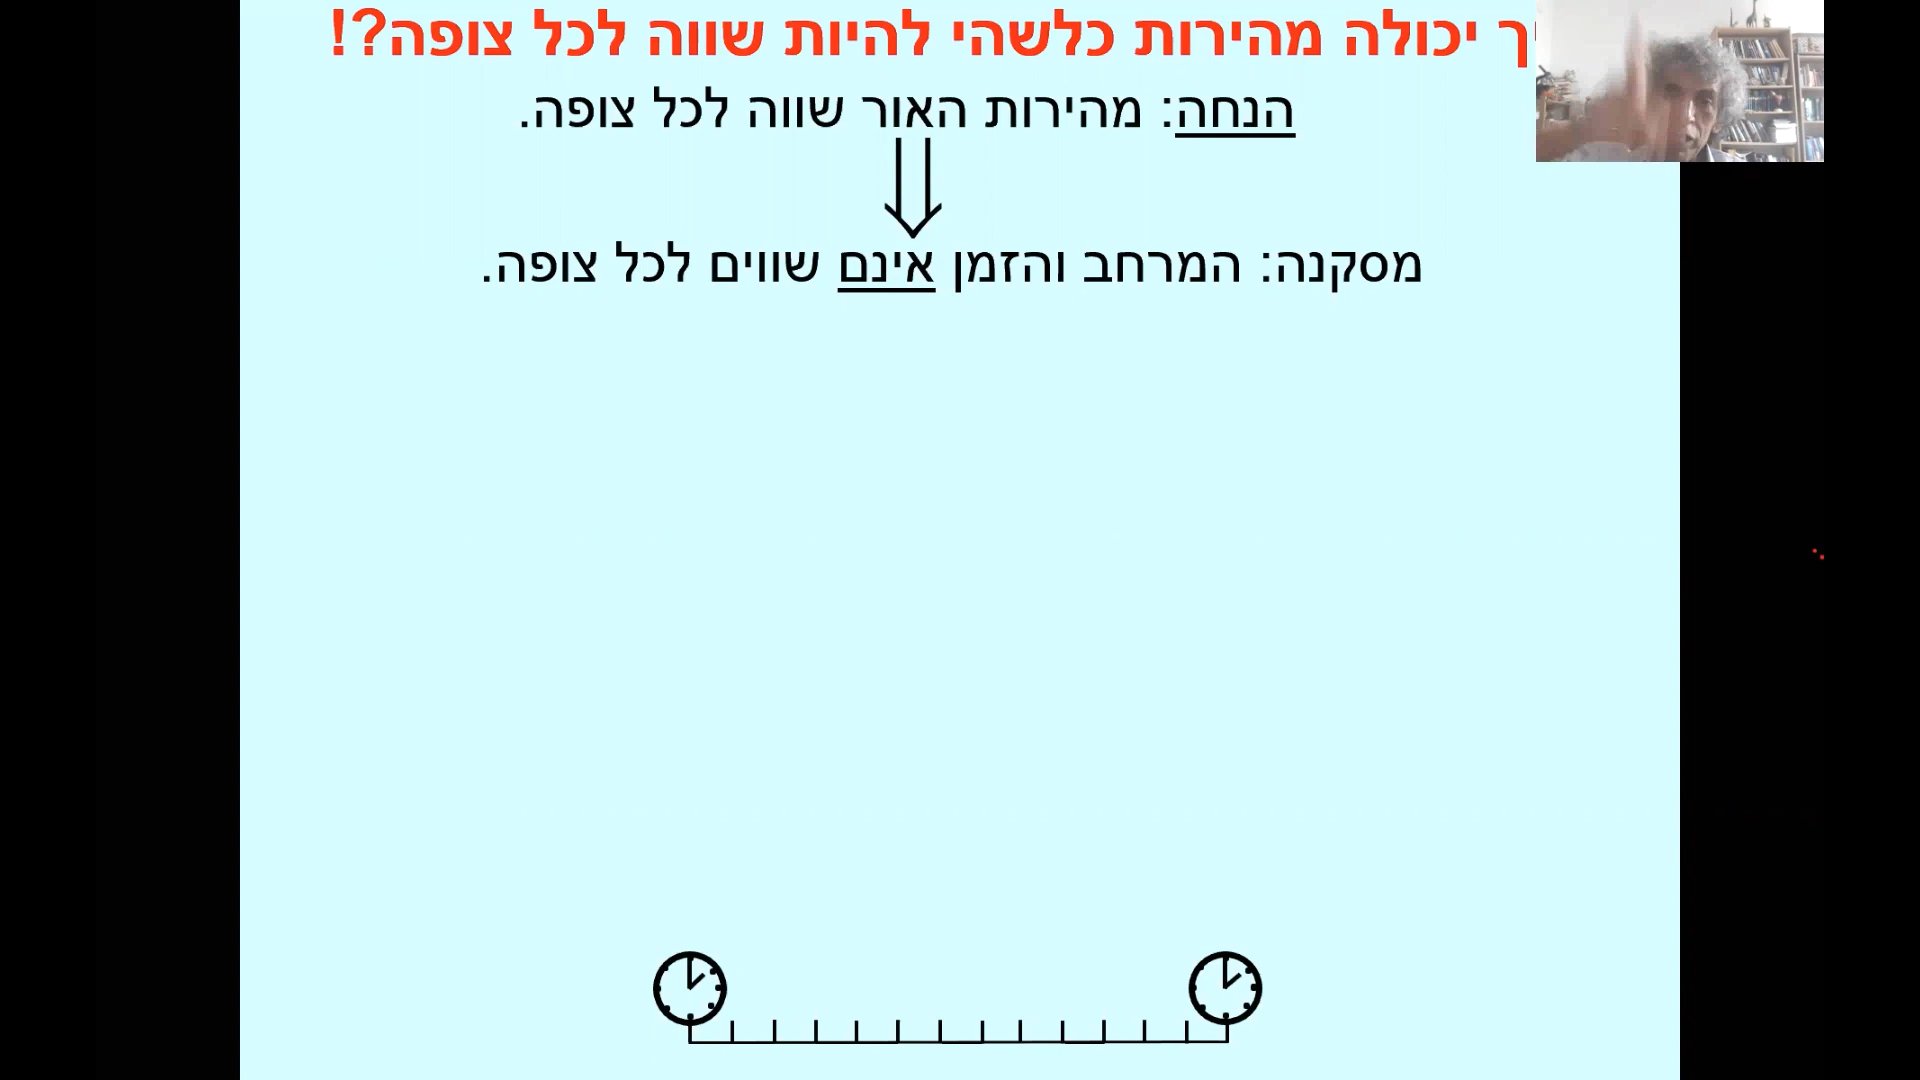 יכולה מהירות כלשהי להיות שווה לכל צופה?!
הנחה: מהירות האור שווה לכל צופה.
מסקנה: המרחב והזמן אינם שווים לכל צופה.